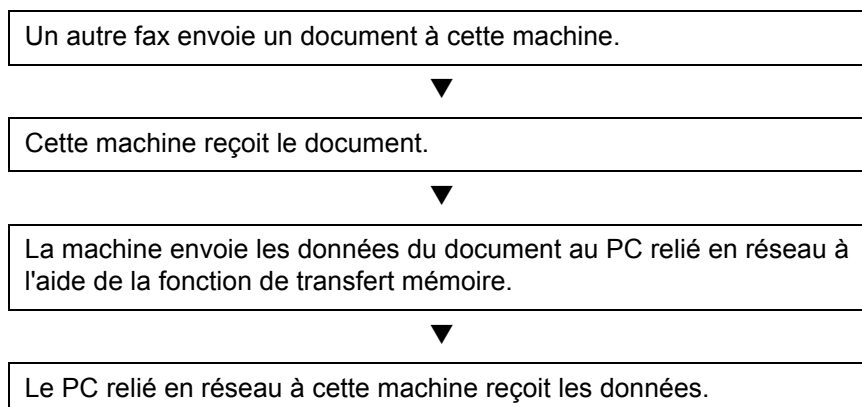 Un autre fax envoie un document à cette machine.
▼
Cette machine reçoit le document.
▼
La machine envoie les données du document au PC relié en réseau à
l'aide de la fonction de transfert mémoire.
▼
Le PC relié en réseau à cette machine reçoit les données.